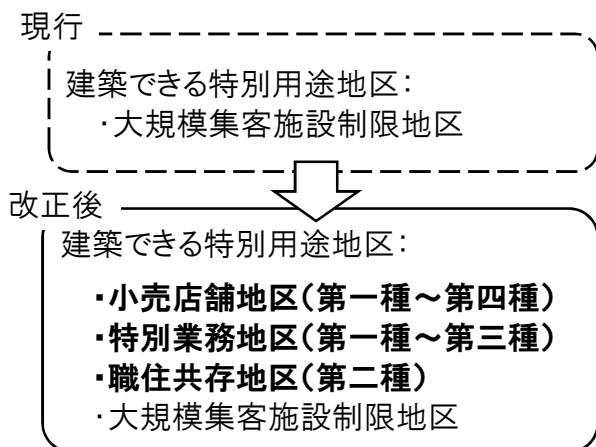 現行
建築できる特別用途地区：
・大規模集客施設制限地区
改正後
建築できる特別用途地区：
・小売店舗地区（第一種～第四種）
・特別業務地区（第一種～第三種）
・職住共存地区（第二種）
・大規模集客施設制限地区